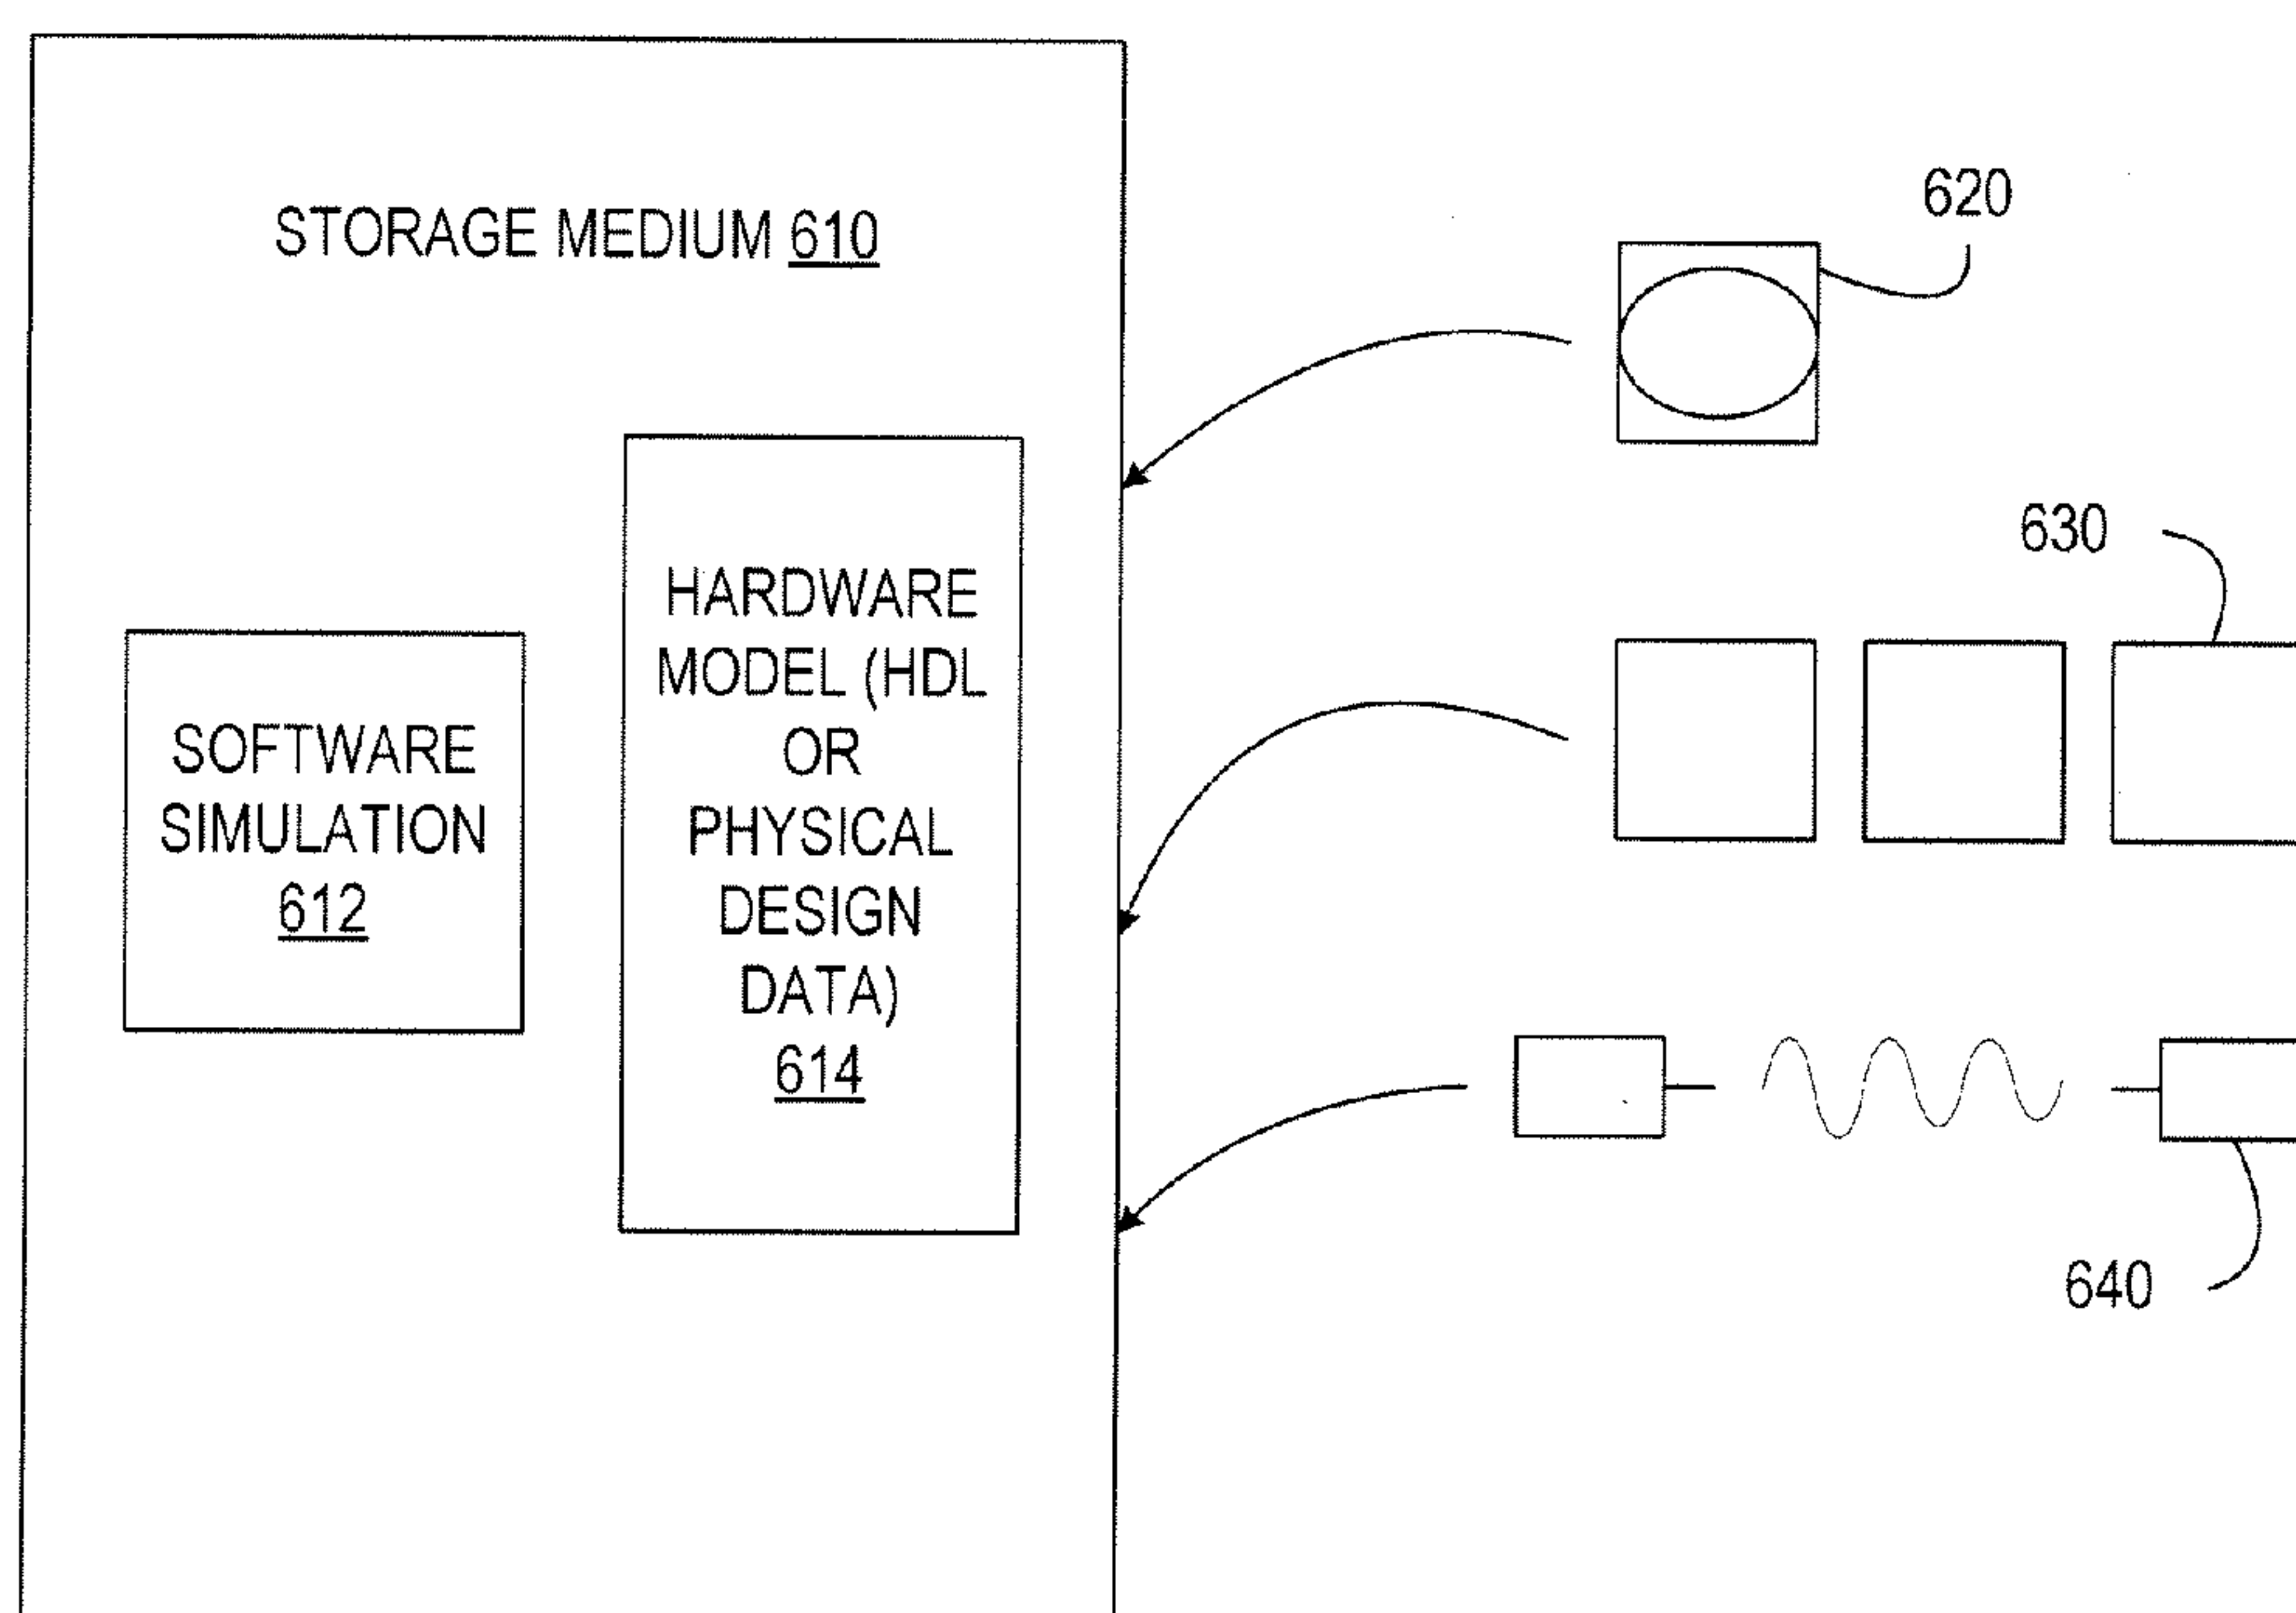 STORAGE MEDIUM 610
620
630
HARDWARE
MODEL (HDL
OR
PHYSICAL
DESIGN
DATA)
614
SOFTWARE
SIMULATION
612
640